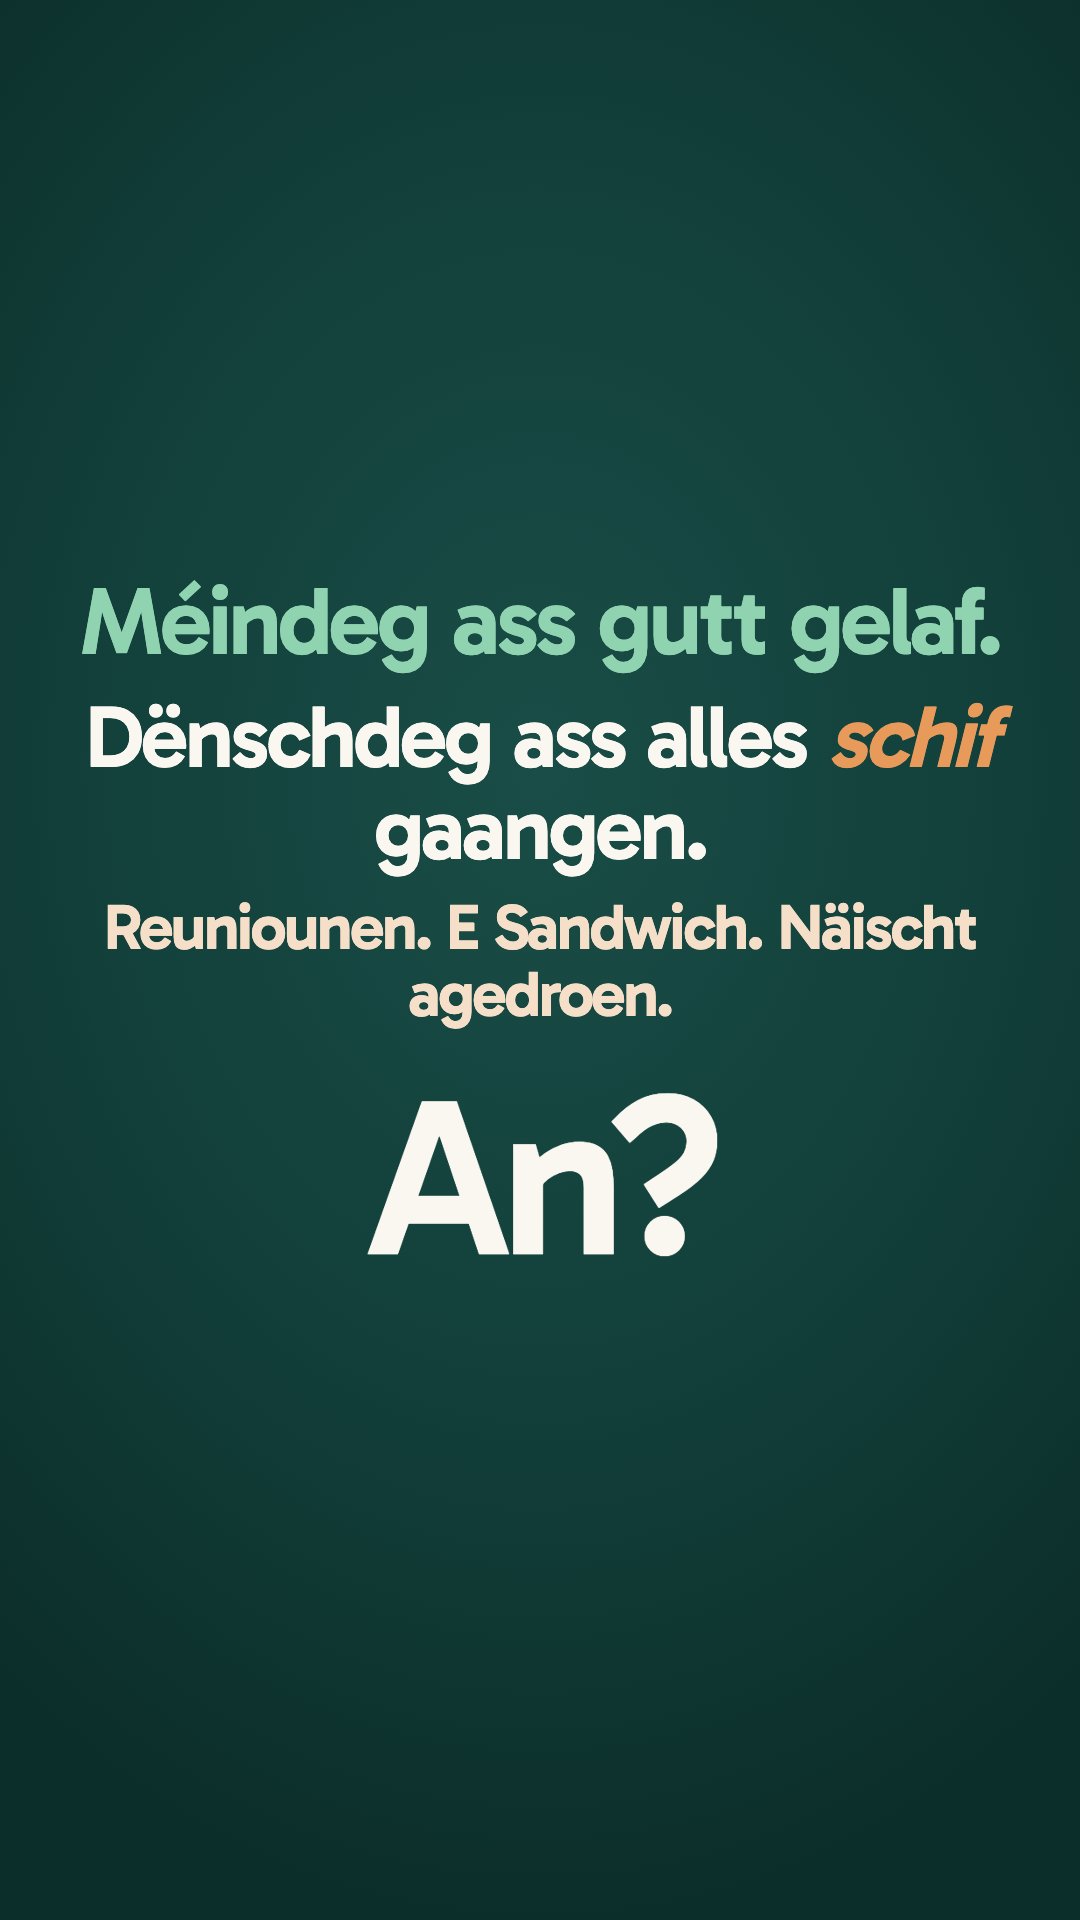 Méindeg ass gutt gelaf.
Dënschdeg ass alles schif
gaangen.
Reuniounen. E Sandwich. Näischt
agedroen.
An?